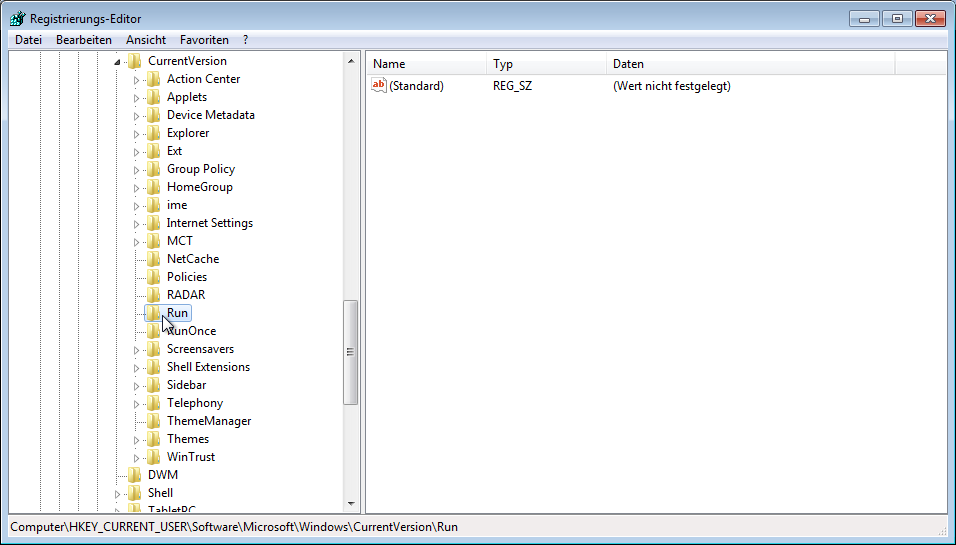 Registrierungs-Editor
Datei Bearbeiten Ansicht Favoriten ?
CurrentVersion
Action Center
Applets
Device Metadata
Explorer
Ext
Group Policy
HomeGroup
ime
Internet Settings
MCT
NetCache
Policies
RADAR
Run
RunOnce
Screensavers
Shell Extensions
Sidebar
Telephony
ThemeManager
Themes
WinTrust
DWM
Shell
TabletPC
Name Typ Daten
ab (Standard) REG_SZ (Wert nicht festgelegt)
Computer\HKEY_CURRENT_USER\Software\Microsoft\Windows\CurrentVersion\Run